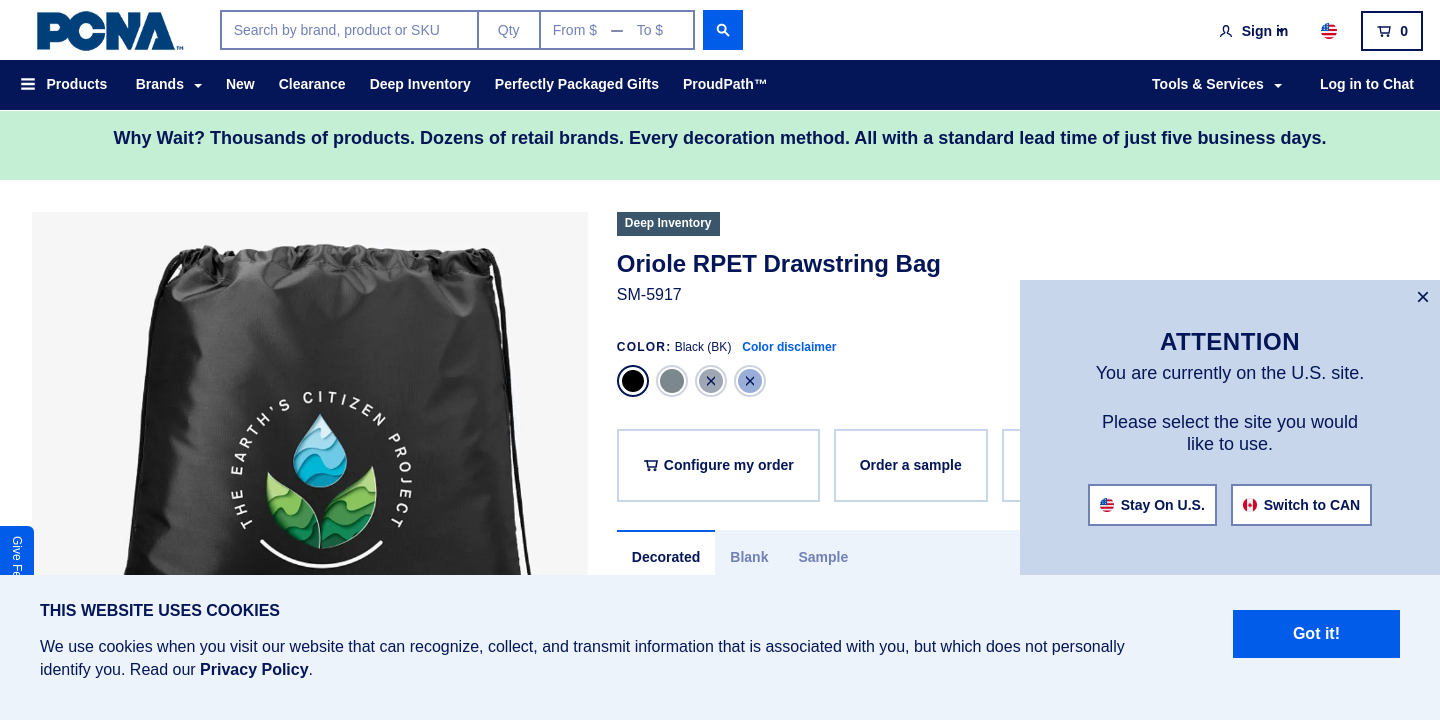 PCNA™
Search by brand, product or SKU
Qty
From $ — To $
Sign in
0
Products
Brands
New
Clearance
Deep Inventory
Perfectly Packaged Gifts
ProudPath™
Tools & Services
Log in to Chat
Why Wait? Thousands of products. Dozens of retail brands. Every decoration method. All with a standard lead time of just five business days.
THE EARTH'S CITIZEN PROJECT
Deep Inventory
Oriole RPET Drawstring Bag
SM-5917
COLOR: Black (BK) Color disclaimer
Configure my order
Order a sample
Decorated
Blank
Sample
×
ATTENTION
You are currently on the U.S. site.
Please select the site you would
like to use.
Stay On U.S.
Switch to CAN
Give
THIS WEBSITE USES COOKIES
We use cookies when you visit our website that can recognize, collect, and transmit information that is associated with you, but which does not personally
identify you. Read our Privacy Policy.
Got it!